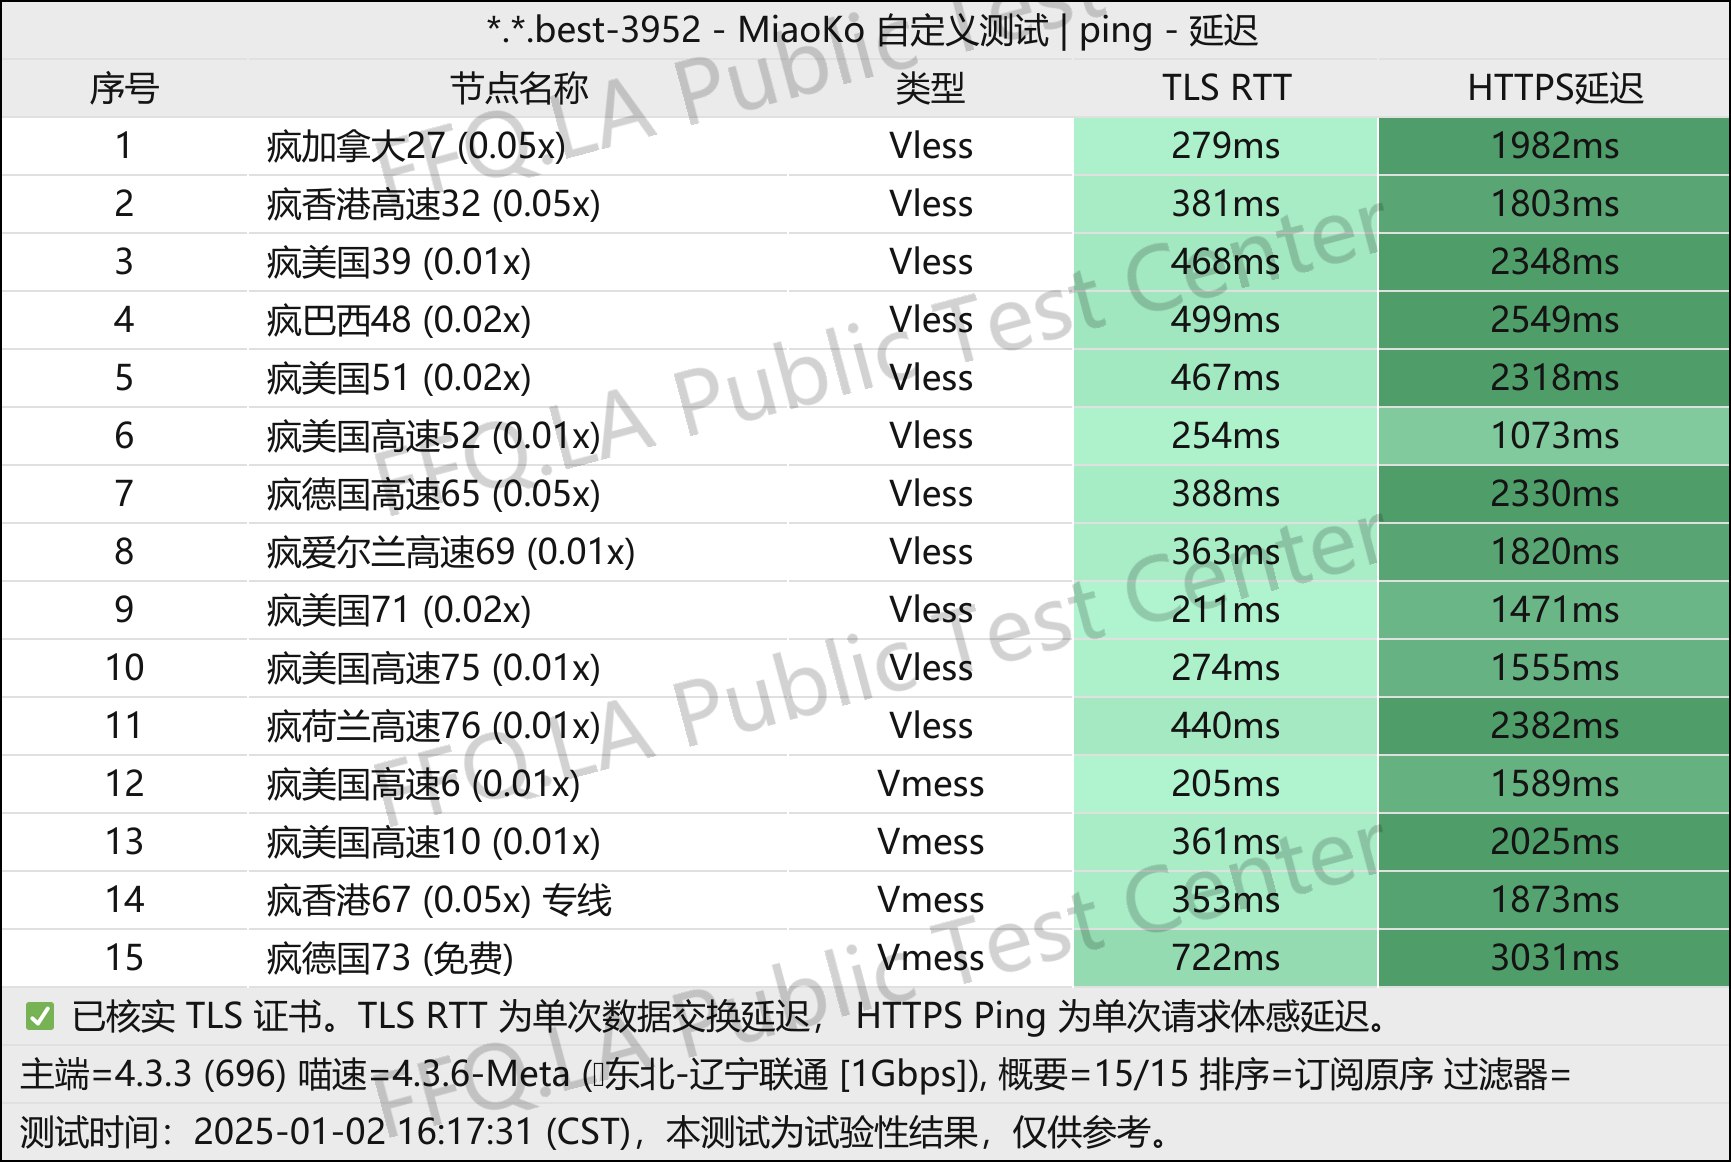 *.*.best-3952 - MiaoKo 自定义测试 | ping - 延迟
序号 节点名称 类型 TLS RTT HTTPS延迟
1 疯加拿大27 (0.05x) Vless 279ms 1982ms
2 疯香港高速32 (0.05x) Vless 381ms 1803ms
3 疯美国39 (0.01x) Vless 468ms 2348ms
4 疯巴西48 (0.02x) Vless 499ms 2549ms
5 疯美国51 (0.02x) Vless 467ms 2318ms
6 疯美国高速52 (0.01x) Vless 254ms 1073ms
7 疯德国高速65 (0.05x) Vless 388ms 2330ms
8 疯爱尔兰高速69 (0.01x) Vless 363ms 1820ms
9 疯美国71 (0.02x) Vless 211ms 1471ms
10 疯美国高速75 (0.01x) Vless 274ms 1555ms
11 疯荷兰高速76 (0.01x) Vless 440ms 2382ms
12 疯美国高速6 (0.01x) Vmess 205ms 1589ms
13 疯美国高速10 (0.01x) Vmess 361ms 2025ms
14 疯香港67 (0.05x) 专线 Vmess 353ms 1873ms
15 疯德国73 (免费) Vmess 722ms 3031ms
✅ 已核实 TLS 证书。TLS RTT 为单次数据交换延迟， HTTPS Ping 为单次请求体感延迟。
主端=4.3.3 (696) 喵速=4.3.6-Meta (▯东北-辽宁联通 [1Gbps]), 概要=15/15 排序=订阅原序 过滤器=
测试时间：2025-01-02 16:17:31 (CST)，本测试为试验性结果，仅供参考。
FFQ.LA Public Test Center
FFQ.LA Public Test Center
FFQ.LA Public Test Center
FFQ.LA Public Test Center